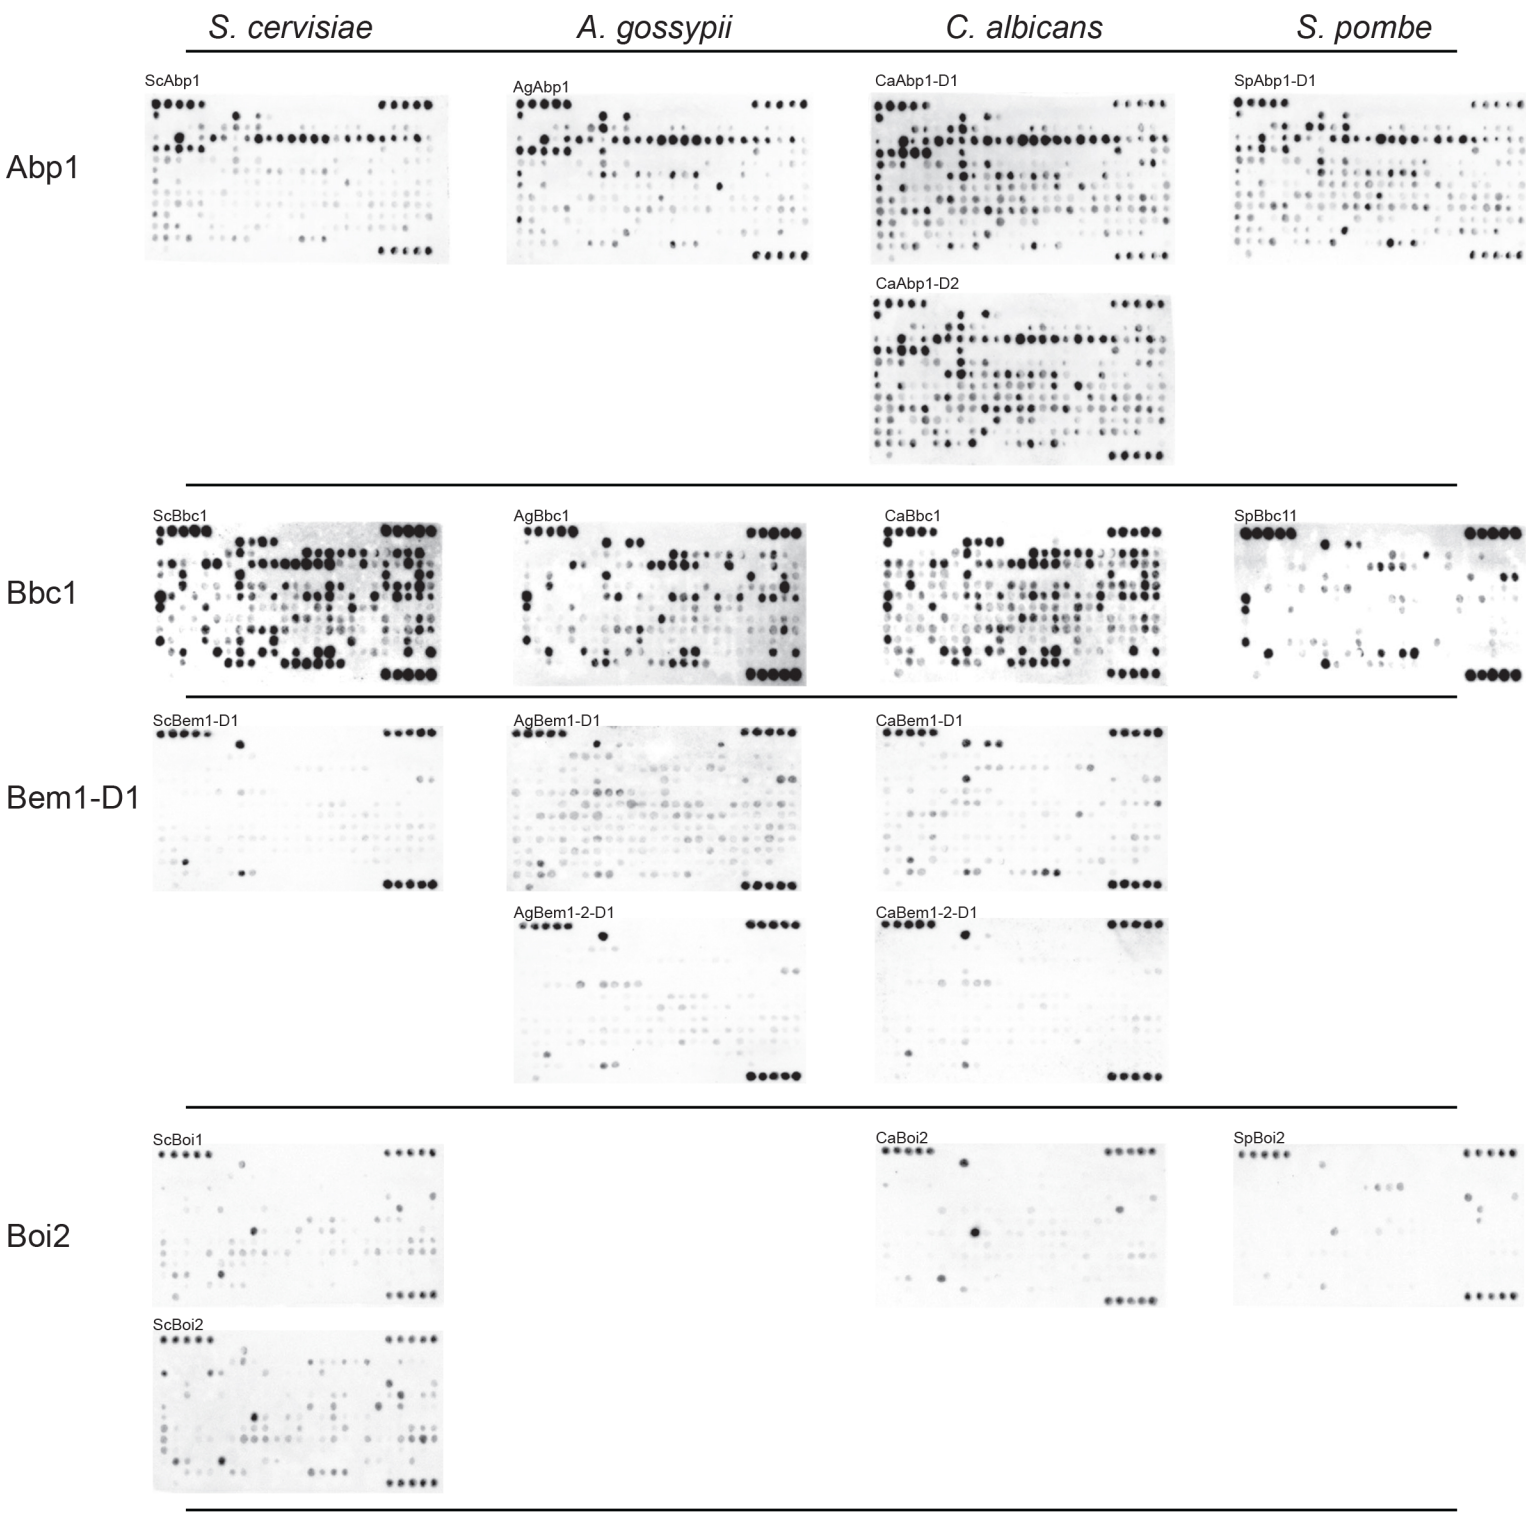 S. cervisiae A. gossypii C. albicans S. pombe
ScAbp1 AgAbp1 CaAbp1-D1 SpAbp1-D1
Abp1
CaAbp1-D2
ScBbc1 AgBbc1 CaBbc1 SpBbc11
Bbc1
ScBem1-D1 AgBem1-D1 CaBem1-D1
Bem1-D1
AgBem1-2-D1 CaBem1-2-D1
ScBoi1 CaBoi2 SpBoi2
Boi2
ScBoi2